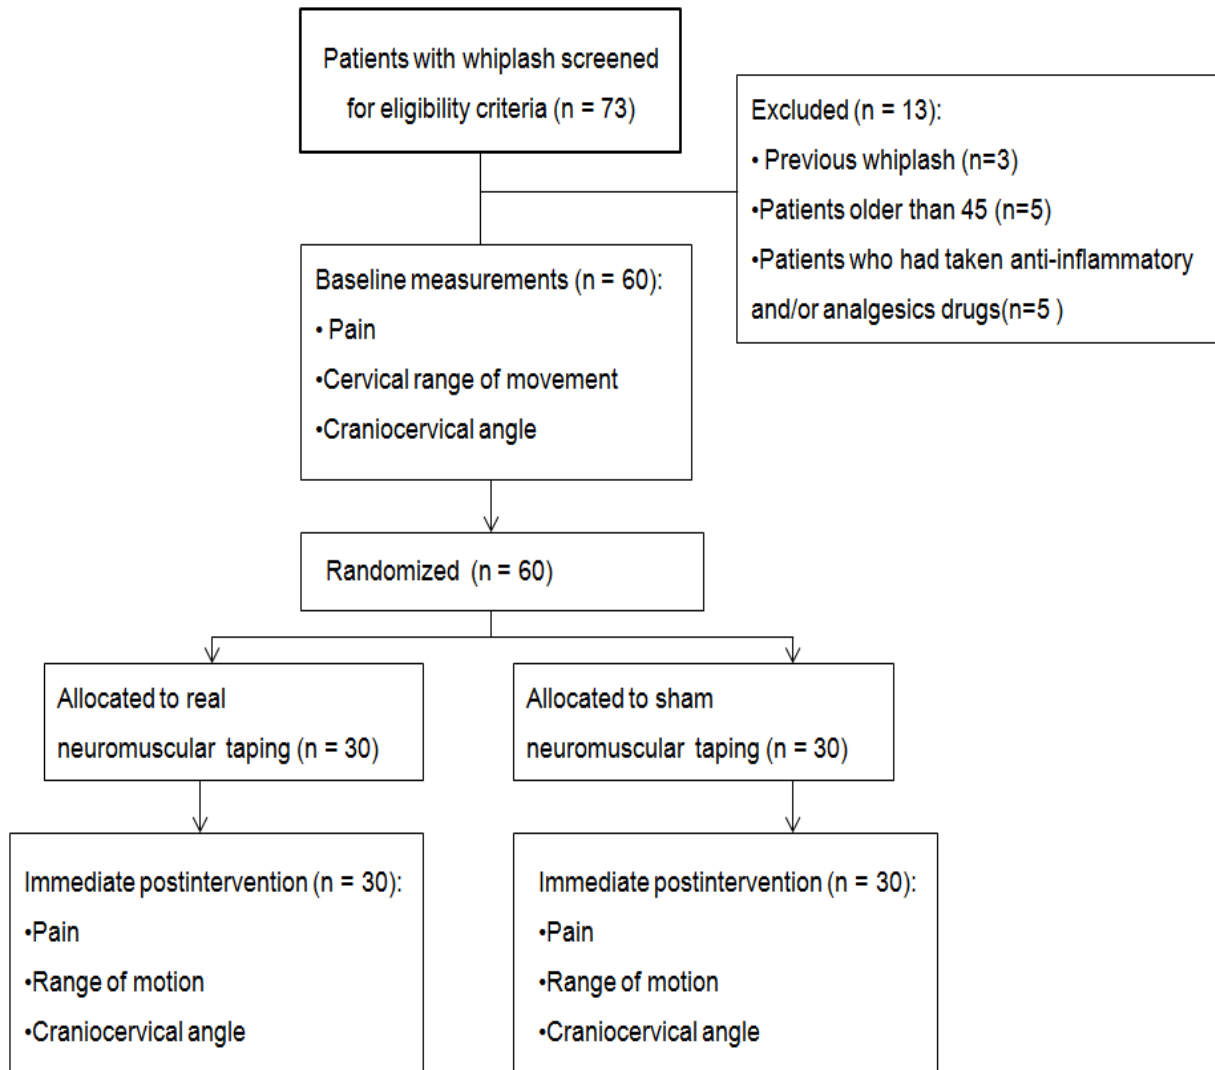 Patients with whiplash screened
for eligibility criteria (n = 73)
Excluded (n = 13):
• Previous whiplash (n=3)
•Patients older than 45 (n=5)
•Patients who had taken anti-inflammatory
and/or analgesics drugs(n=5 )
Baseline measurements (n = 60):
• Pain
•Cervical range of movement
•Craniocervical angle
Randomized (n = 60)
Allocated to real
neuromuscular taping (n = 30)
Allocated to sham
neuromuscular taping (n = 30)
Immediate postintervention (n = 30):
•Pain
•Range of motion
•Craniocervical angle
Immediate postintervention (n = 30):
•Pain
•Range of motion
•Craniocervical angle